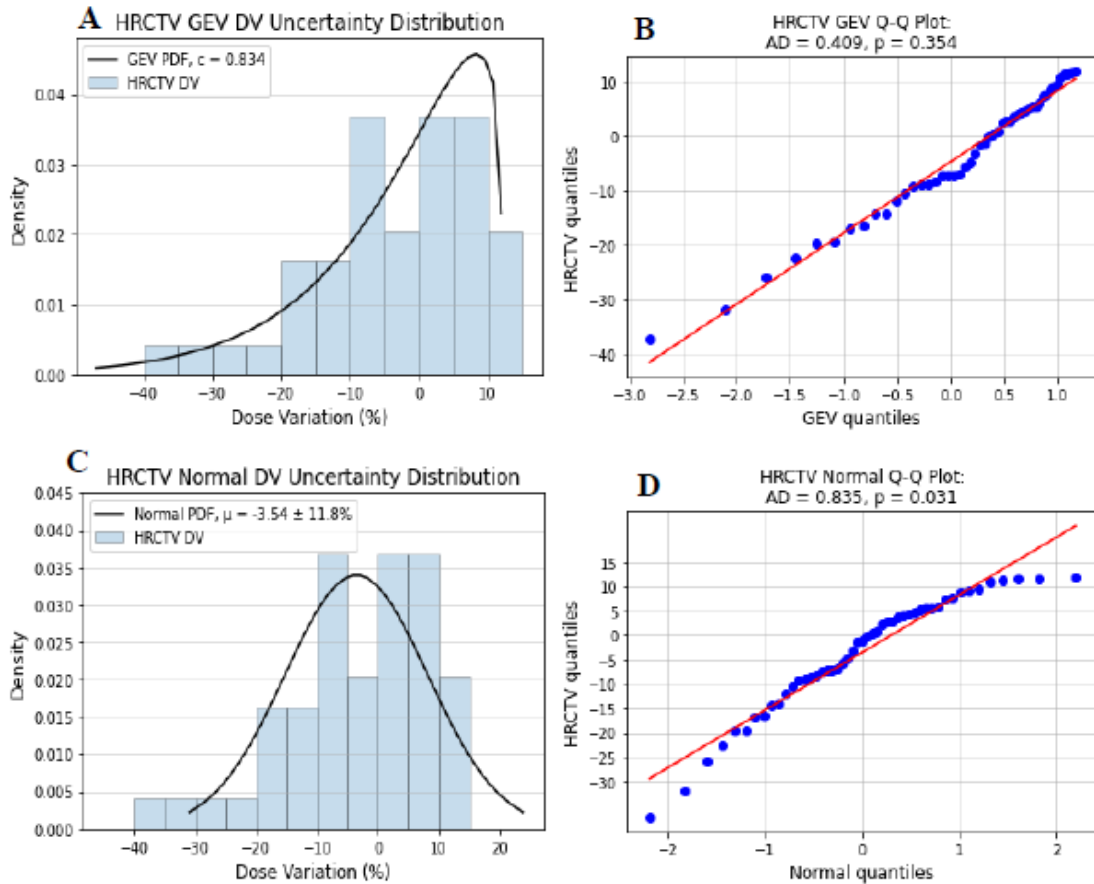 A
HRCTV GEV DV Uncertainty Distribution
GEV PDF, c = 0.834
HRCTV DV
Density
0.04
0.03
0.02
0.01
0.00
−40
−30
−20
−10
0
10
Dose Variation (%)
B
HRCTV GEV Q-Q Plot:
AD = 0.409, p = 0.354
HRCTV quantiles
10
0
−10
−20
−30
−40
−3.0
−2.5
−2.0
−1.5
−1.0
−0.5
0.0
0.5
1.0
GEV quantiles
C
HRCTV Normal DV Uncertainty Distribution
Normal PDF, μ = -3.54 ± 11.8%
HRCTV DV
Density
0.045
0.040
0.035
0.030
0.025
0.020
0.015
0.010
0.005
0.000
−40
−30
−20
−10
0
10
20
Dose Variation (%)
D
HRCTV Normal Q-Q Plot:
AD = 0.835, p = 0.031
HRCTV quantiles
15
10
5
0
−5
−10
−15
−20
−25
−30
−2
−1
0
1
2
Normal quantiles